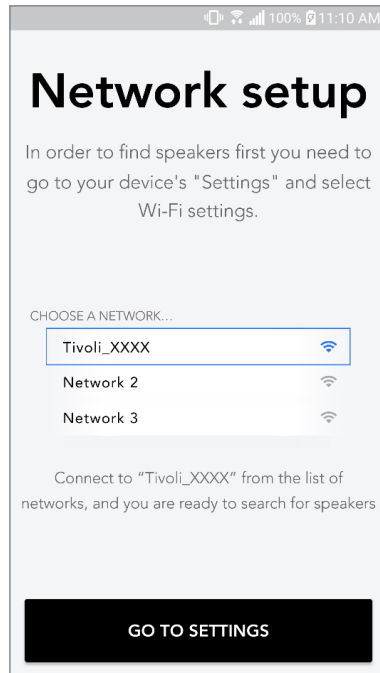 100% 11:10 AM
Network setup
In order to find speakers first you need to
go to your device's "Settings" and select
Wi-Fi settings.
CHOOSE A NETWORK...
Tivoli_XXXX
Network 2
Network 3
Connect to “Tivoli_XXXX” from the list of
networks, and you are ready to search for speakers
GO TO SETTINGS